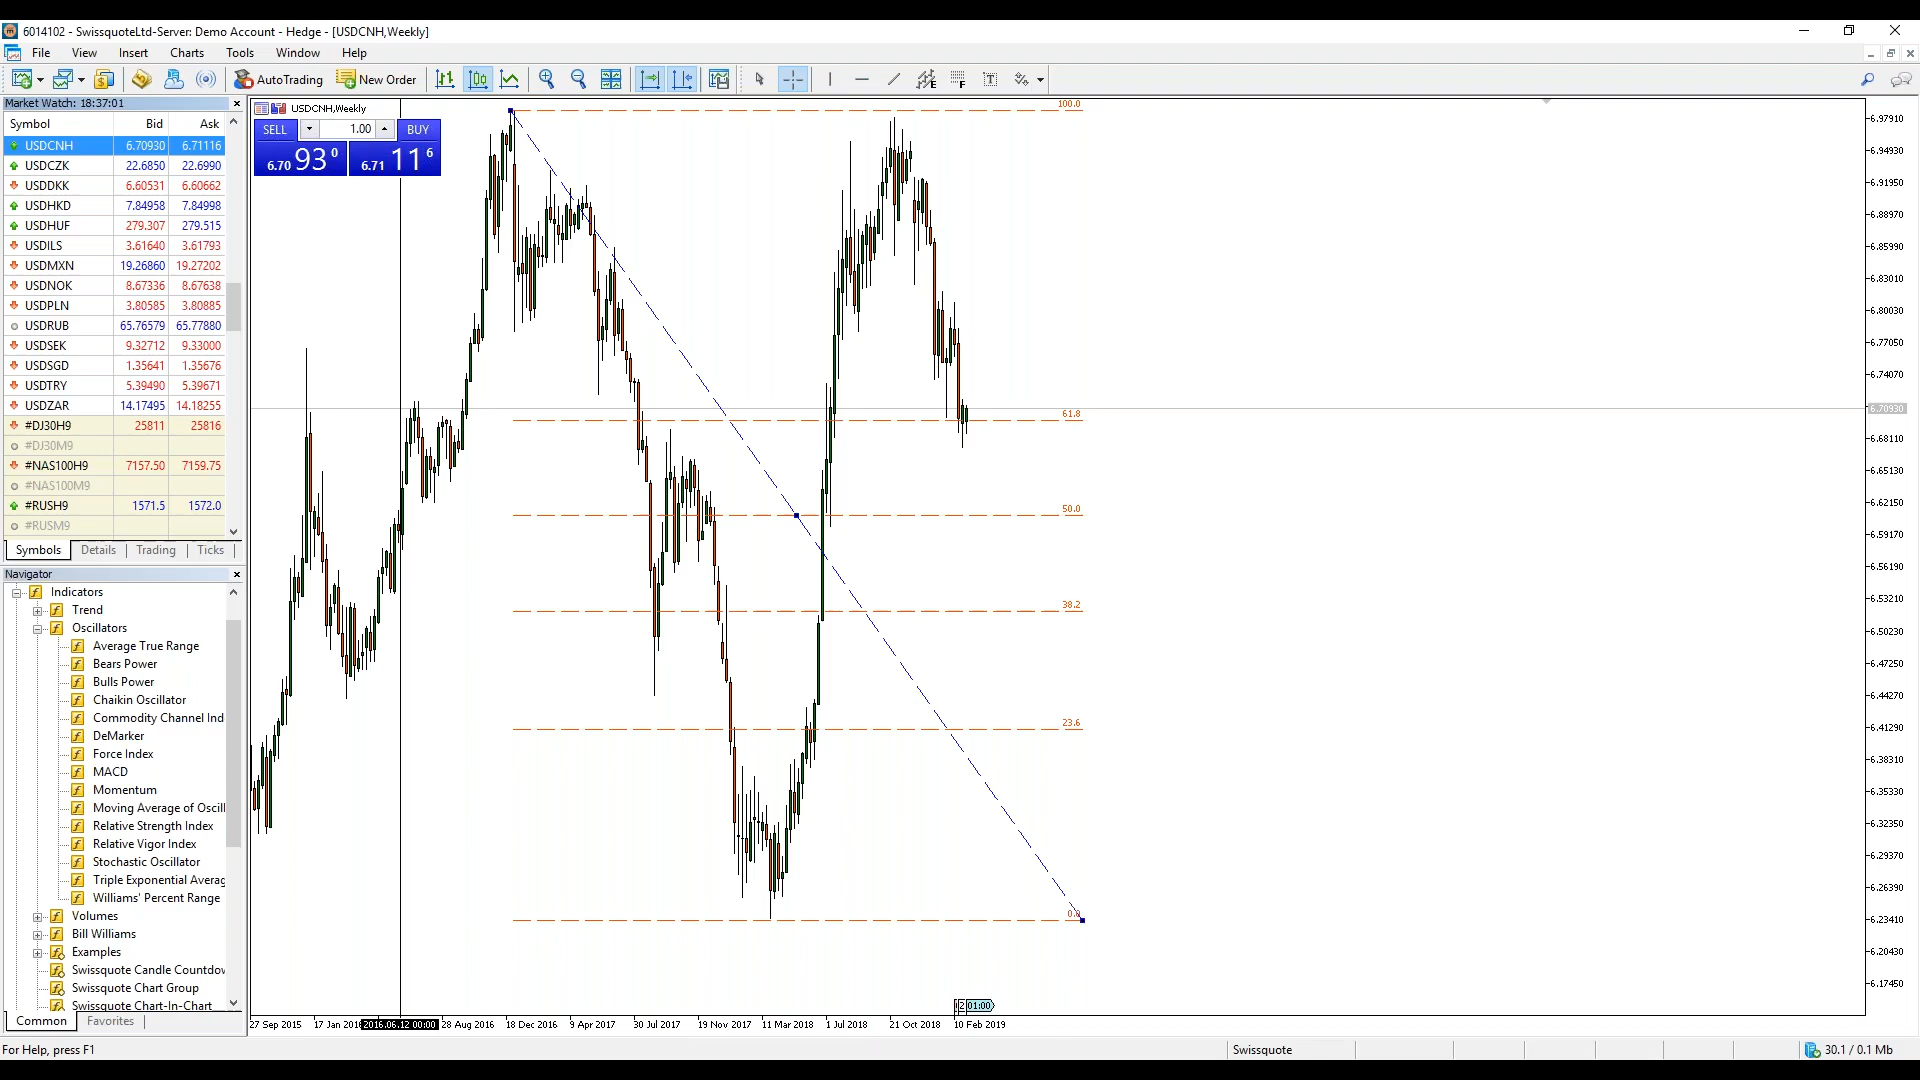 6014102 - SwissquoteLtd-Server: Demo Account - Hedge - [USDCNH,Weekly]
File View Insert Charts Tools Window Help
AutoTrading New Order
Market Watch: 18:37:01
Symbol Bid Ask
USDCNH 6.70930 6.71116
USDCZK 22.6850 22.6990
USDDKK 6.60531 6.60662
USDHKD 7.84958 7.84998
USDHUF 279.307 279.515
USDILS 3.61640 3.61793
USDMXN 19.26860 19.27202
USDNOK 8.67336 8.67638
USDPLN 3.80585 3.80885
USDRUB 65.76579 65.77880
USDSEK 9.32712 9.33000
USDSGD 1.35641 1.35676
USDTRY 5.39490 5.39671
USDZAR 14.17495 14.18255
#DJ30H9 25811 25816
#DJ30M9
#NAS100H9 7157.50 7159.75
#NAS100M9
#RUSH9 1571.5 1572.0
#RUSM9
Symbols Details Trading Ticks
Navigator
Indicators
Trend
Oscillators
Average True Range
Bears Power
Bulls Power
Chaikin Oscillator
Commodity Channel Ind
DeMarker
Force Index
MACD
Momentum
Moving Average of Oscill
Relative Strength Index
Relative Vigor Index
Stochastic Oscillator
Triple Exponential Averag
Williams' Percent Range
Volumes
Bill Williams
Examples
Swissquote Candle Countdow
Swissquote Chart Group
Swissquote Chart-In-Chart
Common Favorites
USDCNH,Weekly
SELL 1.00 BUY
6.70 93 0 6.71 11 6
100.0
61.8
50.0
38.2
23.6
0.0
6.97910
6.94930
6.91950
6.88970
6.85990
6.83010
6.80030
6.77050
6.74070
6.70930
6.68110
6.65130
6.62150
6.59170
6.56190
6.53210
6.50230
6.47250
6.44270
6.41290
6.38310
6.35330
6.32350
6.29370
6.26390
6.23410
6.20430
6.17450
2 01:00
27 Sep 2015 17 Jan 2016 2016.06.12 00:00 28 Aug 2016 18 Dec 2016 9 Apr 2017 30 Jul 2017 19 Nov 2017 11 Mar 2018 1 Jul 2018 21 Oct 2018 10 Feb 2019
For Help, press F1 Swissquote 30.1 / 0.1 Mb